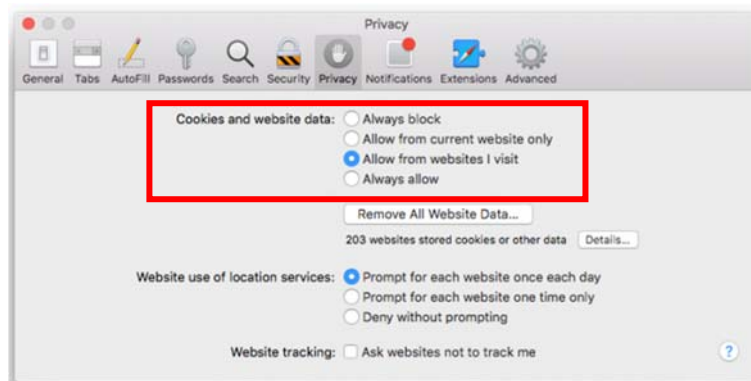 Privacy
General Tabs AutoFill Passwords Search Security Privacy Notifications Extensions Advanced
Cookies and website data: Always block
Allow from current website only
Allow from websites I visit
Always allow
Remove All Website Data...
203 websites stored cookies or other data Details...
Website use of location services: Prompt for each website once each day
Prompt for each website one time only
Deny without prompting
Website tracking: Ask websites not to track me ?